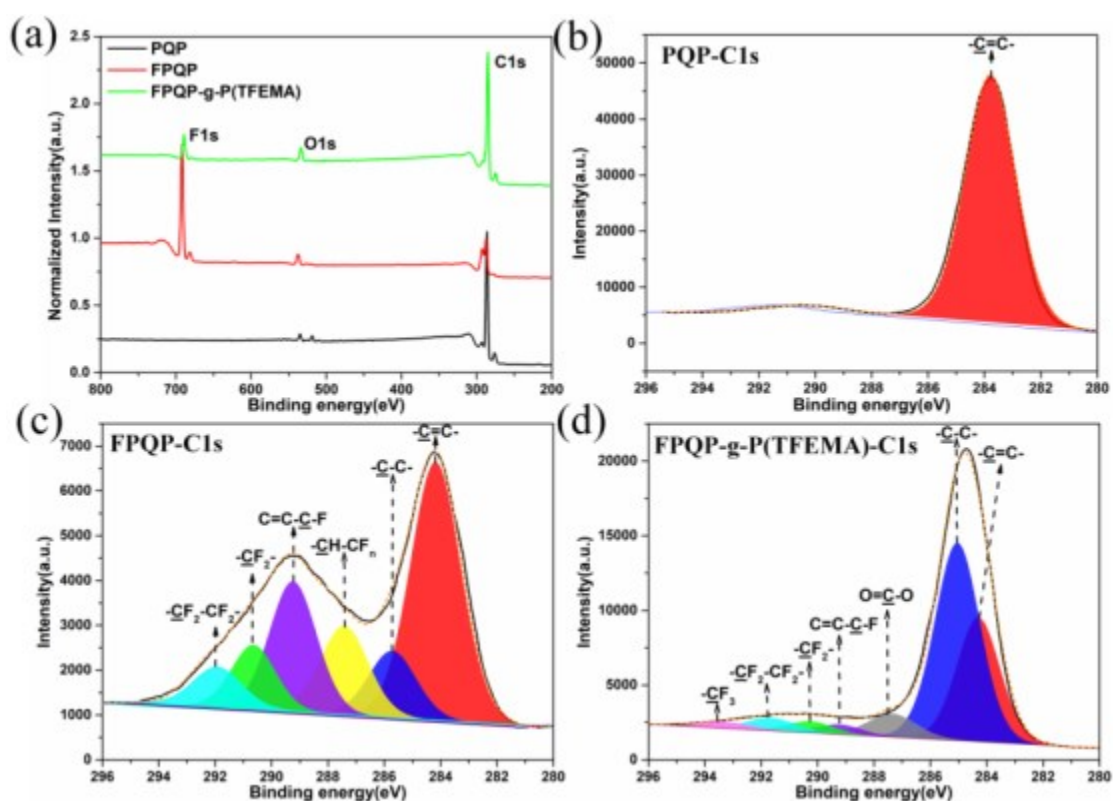 (a)
PQP
FPQP
FPQP-g-P(TFEMA)
F1s
O1s
C1s
Normalized Intensity(a.u.)
2.5
2.0
1.5
1.0
0.5
0.0
800 700 600 500 400 300 200
Binding energy(eV)
(b)
PQP-C1s
-C=C-
Intensity(a.u.)
50000
40000
30000
20000
10000
0
296 294 292 290 288 286 284 282 280
Binding energy(eV)
(c)
FPQP-C1s
-C=C-
-C-C-
C=C-C-F
-CH-CFn
-CF2-
-CF2-CF2-
Intensity(a.u.)
7000
6000
5000
4000
3000
2000
1000
0
296 294 292 290 288 286 284 282 280
Binding energy(eV)
(d)
FPQP-g-P(TFEMA)-C1s
-C-C-
-C=C-
O=C-O
C=C-C-F
-CF2-
-CF2-CF2-
-CF3
Intensity(a.u.)
20000
15000
10000
5000
0
296 294 292 290 288 286 284 282 280
Binding energy(eV)